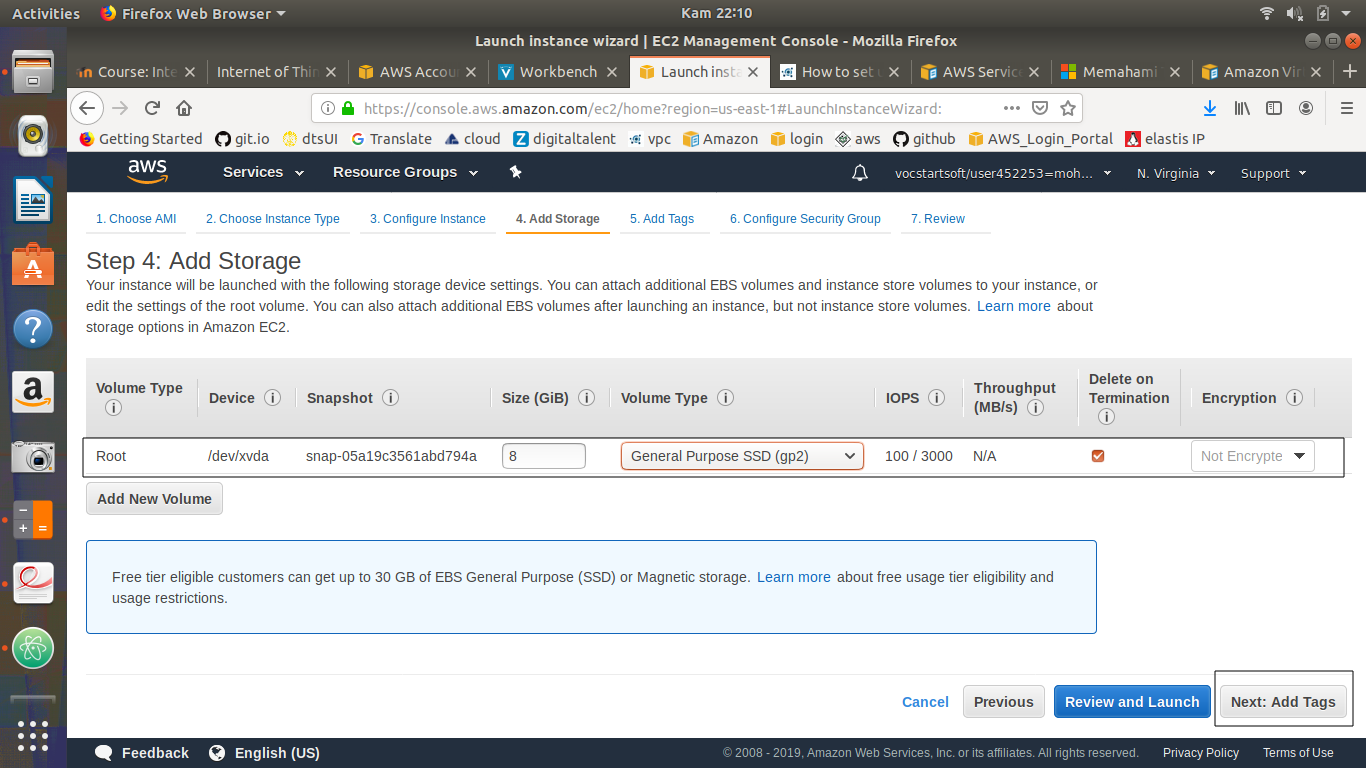 Activities Firefox Web Browser Kam 22:10
Launch instance wizard | EC2 Management Console - Mozilla Firefox
Course: Inte Internet of Thin AWS Accou Workbench Launch insta How to set u AWS Service Memahami Amazon Vir
https://console.aws.amazon.com/ec2/home?region=us-east-1#LaunchInstanceWizard:
Getting Started git.io dtsUI Translate cloud digitaltalent vpc Amazon login aws github AWS_Login_Portal elastis IP
aws Services Resource Groups vocstartsoft/user452253=moh... N. Virginia Support
1. Choose AMI 2. Choose Instance Type 3. Configure Instance 4. Add Storage 5. Add Tags 6. Configure Security Group 7. Review
Step 4: Add Storage
Your instance will be launched with the following storage device settings. You can attach additional EBS volumes and instance store volumes to your instance, or
edit the settings of the root volume. You can also attach additional EBS volumes after launching an instance, but not instance store volumes. Learn more about
storage options in Amazon EC2.
Volume Type Device Snapshot Size (GiB) Volume Type IOPS Throughput (MB/s) Delete on Termination Encryption
Root /dev/xvda snap-05a19c3561abd794a 8 General Purpose SSD (gp2) 100 / 3000 N/A Not Encrypte
Add New Volume
Free tier eligible customers can get up to 30 GB of EBS General Purpose (SSD) or Magnetic storage. Learn more about free usage tier eligibility and
usage restrictions.
Cancel Previous Review and Launch Next: Add Tags
Feedback English (US) © 2008 - 2019, Amazon Web Services, Inc. or its affiliates. All rights reserved. Privacy Policy Terms of Use